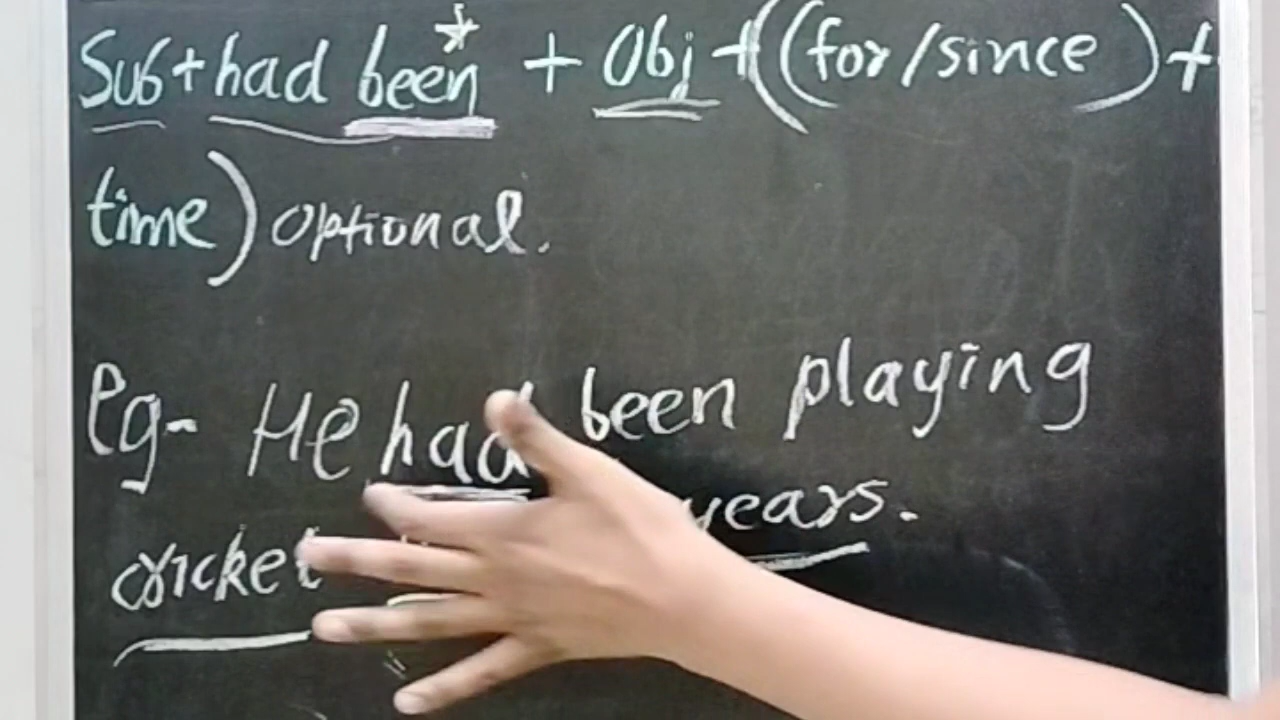 Sub + had been* + Obj + ((for/since) +
time) optional.
eg- He had been playing
cricket years.